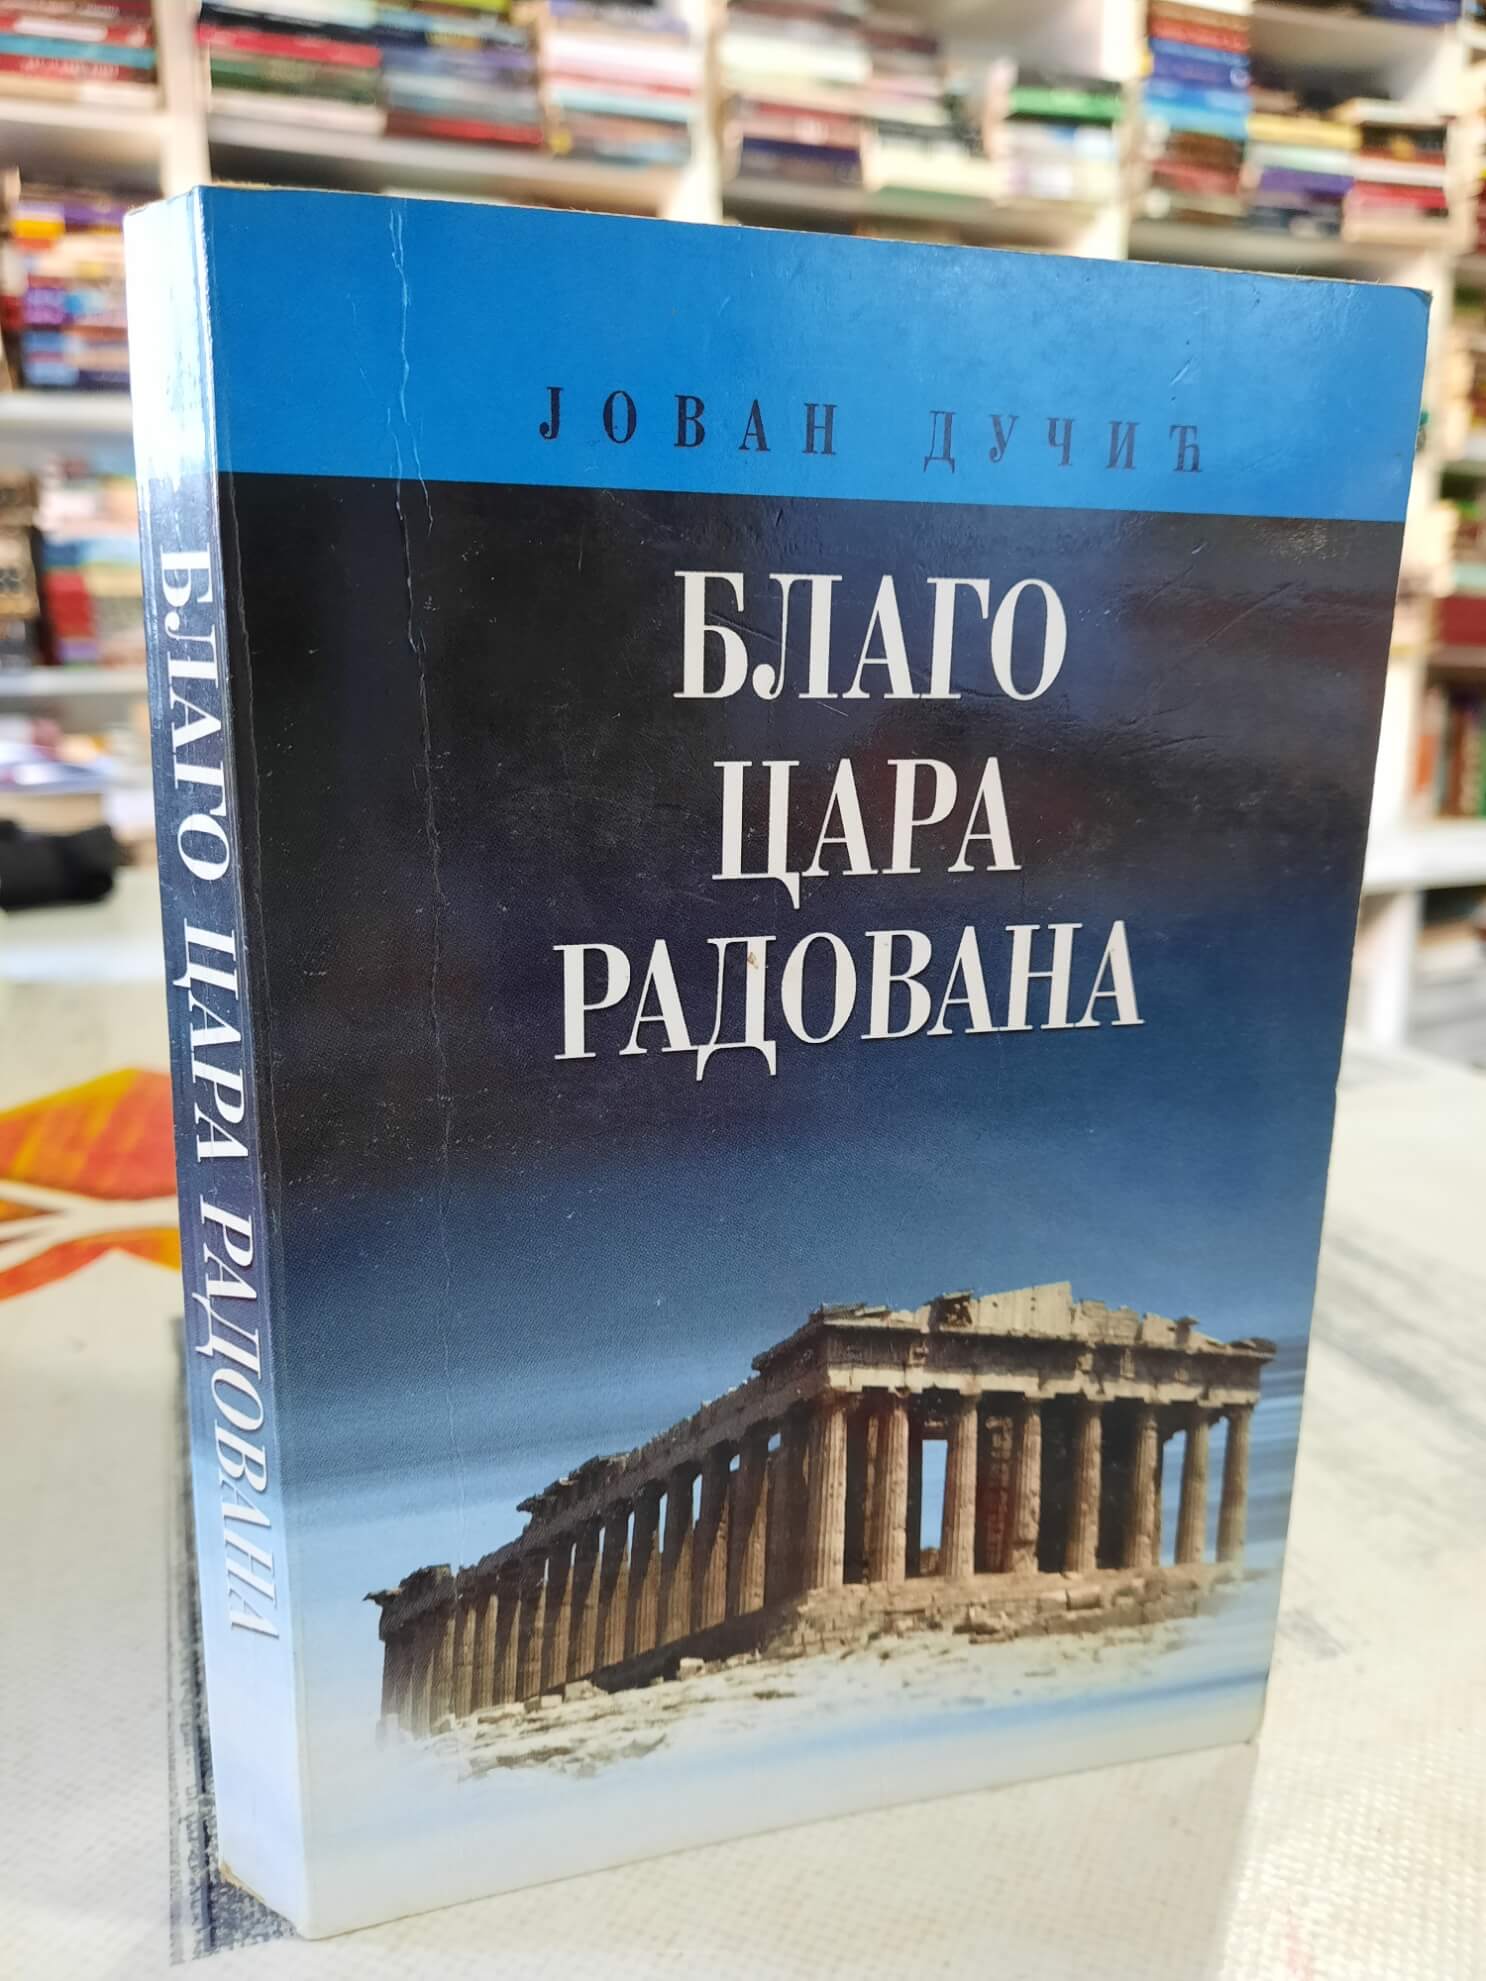 ЈОВАН ДУЧИЋ
БЛАГО
ЦАРА
РАДОВАНА
БЛАГО ЦАРА РАДОВАНА